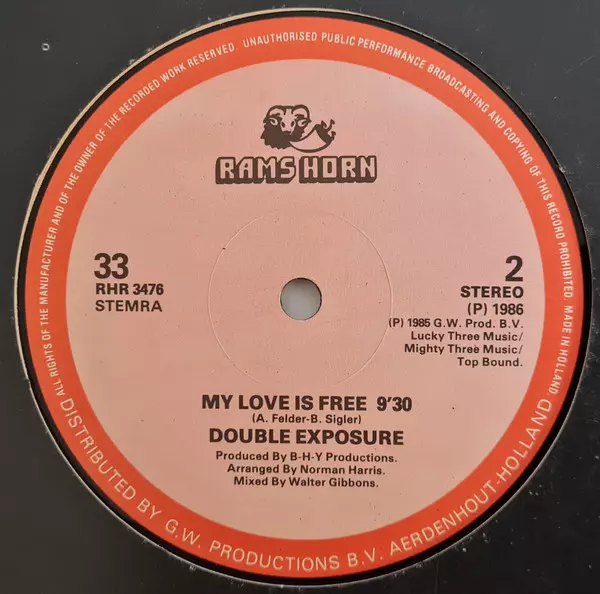 ALL RIGHTS OF THE MANUFACTURER AND OF THE OWNER OF THE RECORDED WORK RESERVED. UNAUTHORISED PUBLIC PERFORMANCE BROADCASTING AND COPYING OF THIS RECORD PROHIBITED. MADE IN HOLLAND.
RAMS HORN
33
RHR 3476
STEMRA
2
STEREO
(P) 1986
(P) 1985 G.W. Prod. B.V.
Lucky Three Music/
Mighty Three Music/
Top Bound.
MY LOVE IS FREE 9'30
(A. Felder-B. Sigler)
DOUBLE EXPOSURE
Produced By B-H-Y Productions.
Arranged By Norman Harris.
Mixed By Walter Gibbons.
DISTRIBUTED BY G.W. PRODUCTIONS B.V. AERDENHOUT-HOLLAND